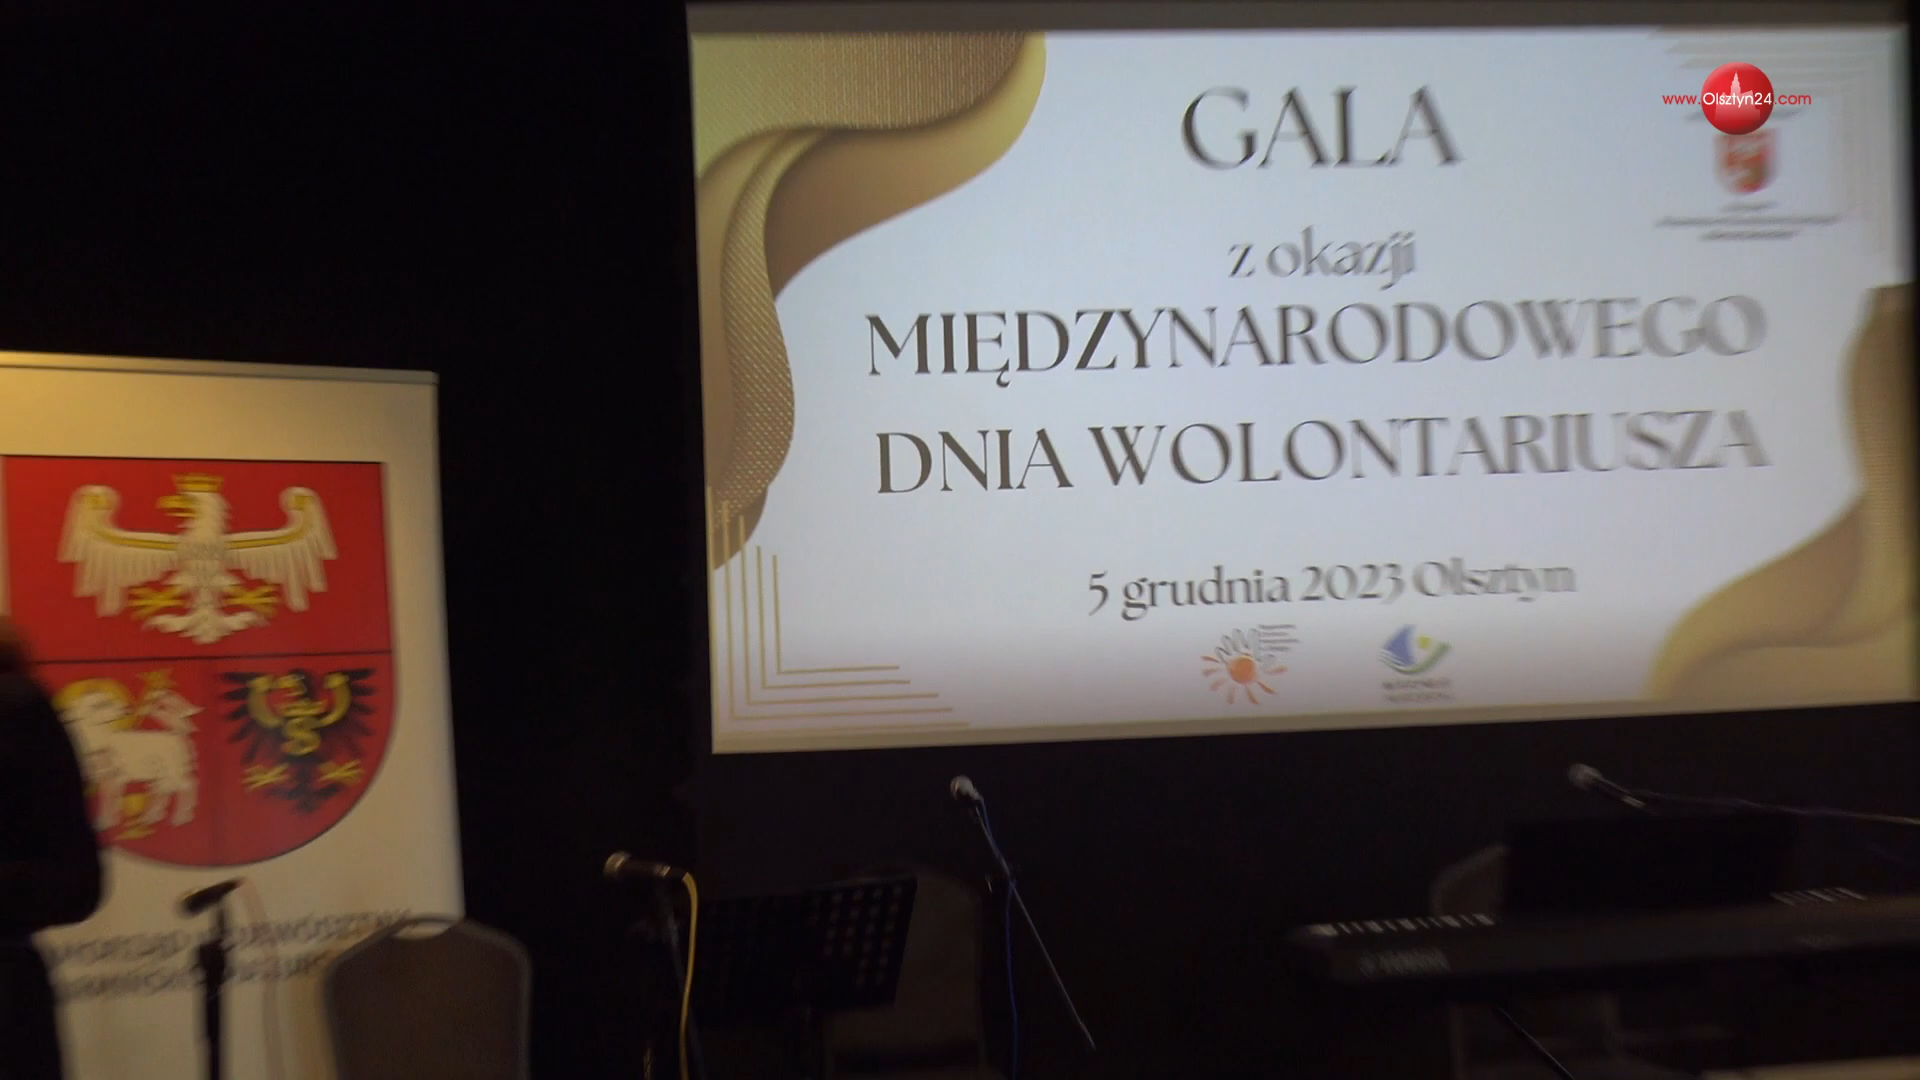 www.Olsztyn24.com
GALA
z okazji
MIĘDZYNARODOWEGO
DNIA WOLONTARIUSZA
5 grudnia 2023 Olsztyn